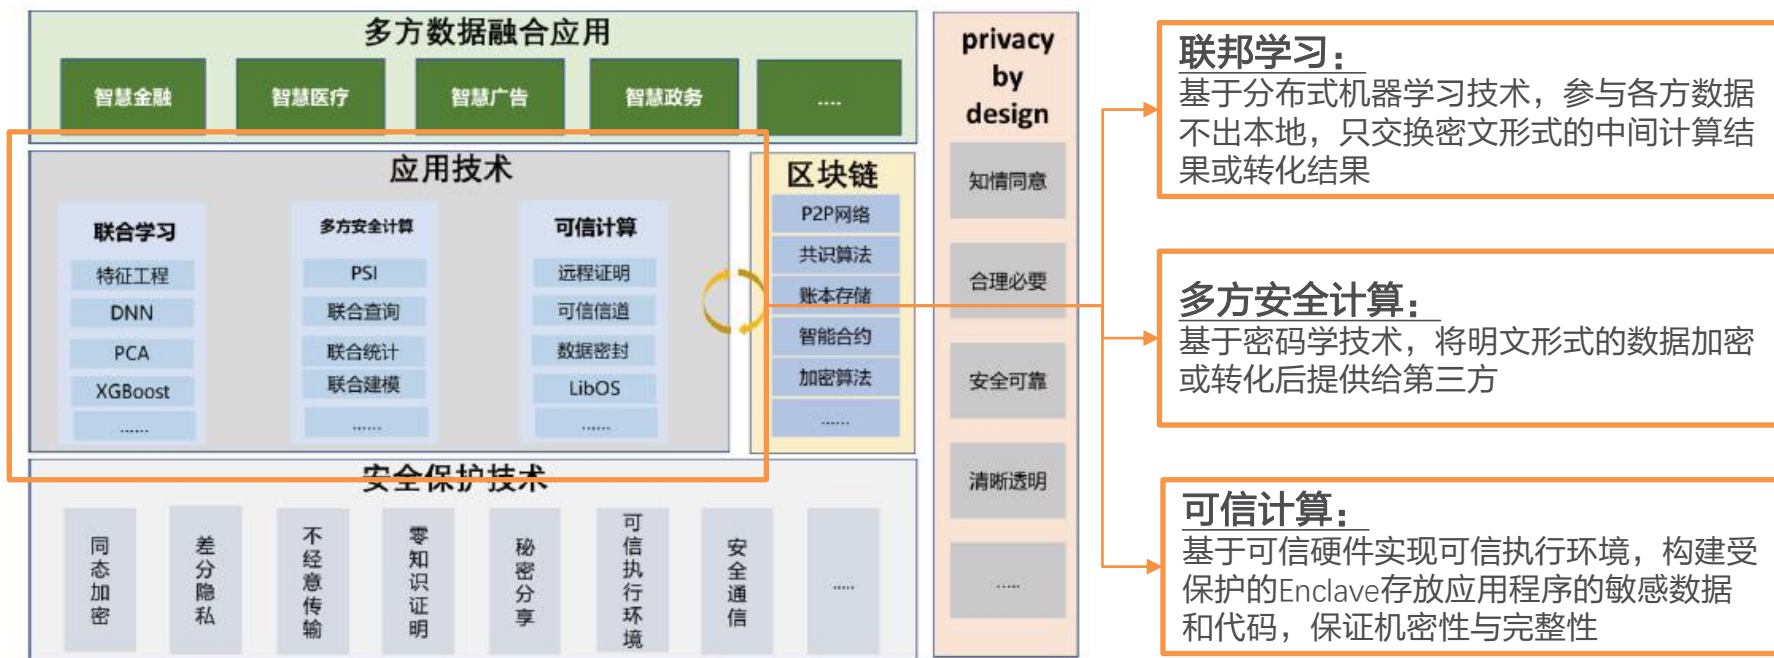 多方数据融合应用
智慧金融
智慧医疗
智慧广告
智慧政务
....
应用技术
联合学习
特征工程
DNN
PCA
XGBoost
......
多方安全计算
PSI
联合查询
联合统计
联合建模
......
可信计算
远程证明
可信信道
数据密封
LibOS
......
区块链
P2P网络
共识算法
账本存储
智能合约
加密算法
......
安全保护技术
同态加密
差分隐私
不经意传输
零知识证明
秘密分享
可信执行环境
安全通信
.....
privacy
by
design
知情同意
合理必要
安全可靠
清晰透明
.....
联邦学习：
基于分布式机器学习技术，参与各方数据
不出本地，只交换密文形式的中间计算结
果或转化结果
多方安全计算：
基于密码学技术，将明文形式的数据加密
或转化后提供给第三方
可信计算：
基于可信硬件实现可信执行环境，构建受
保护的Enclave存放应用程序的敏感数据
和代码，保证机密性与完整性